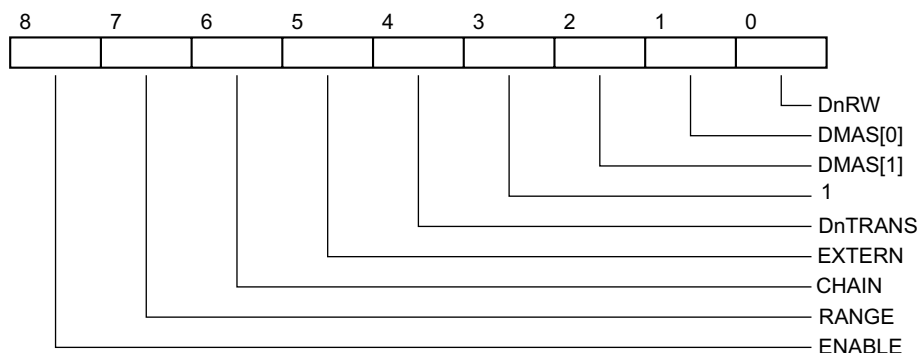 8 7 6 5 4 3 2 1 0
DnRW
DMAS[0]
DMAS[1]
1
DnTRANS
EXTERN
CHAIN
RANGE
ENABLE